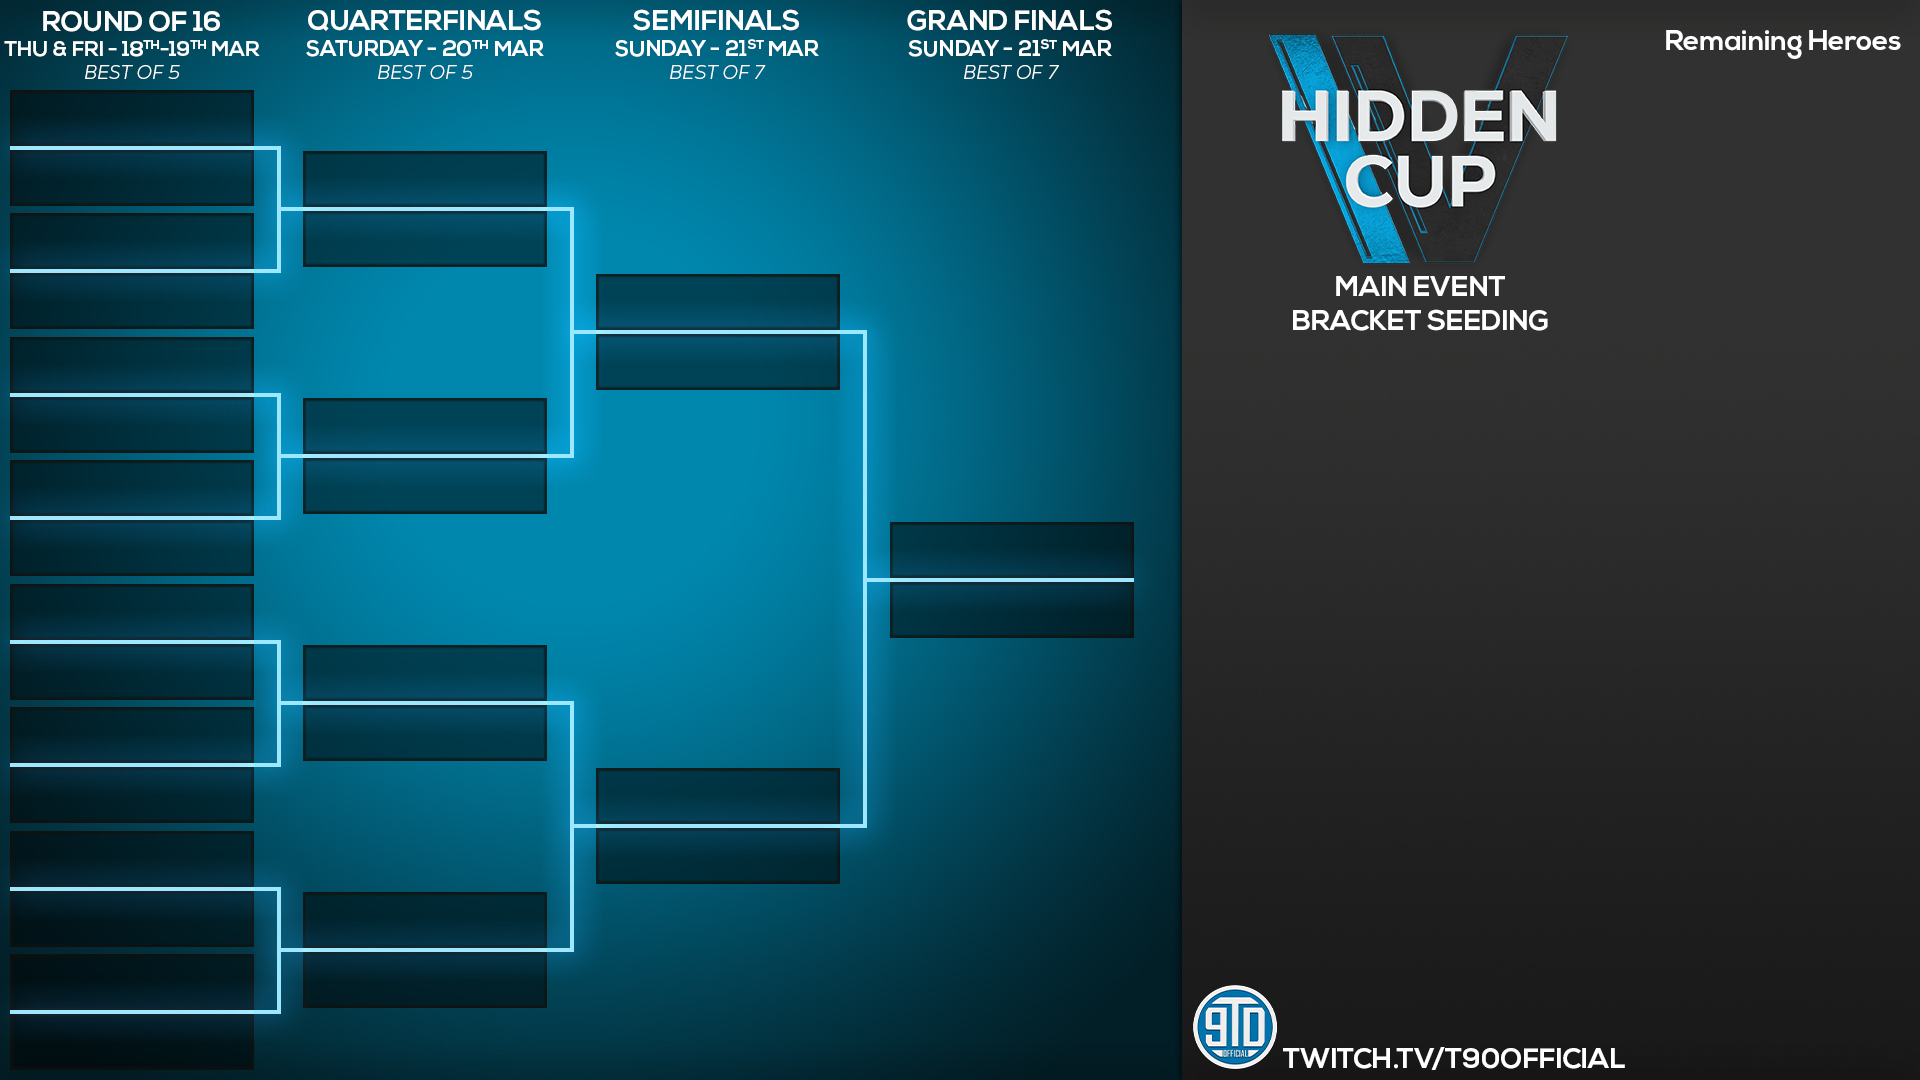 ROUND OF 16
THU & FRI - 18TH-19TH MAR
BEST OF 5
QUARTERFINALS
SATURDAY - 20TH MAR
BEST OF 5
SEMIFINALS
SUNDAY - 21ST MAR
BEST OF 7
GRAND FINALS
SUNDAY - 21ST MAR
BEST OF 7
IV
HIDDEN
CUP
MAIN EVENT
BRACKET SEEDING
Remaining Heroes
T90
OFFICIAL
TWITCH.TV/T90OFFICIAL